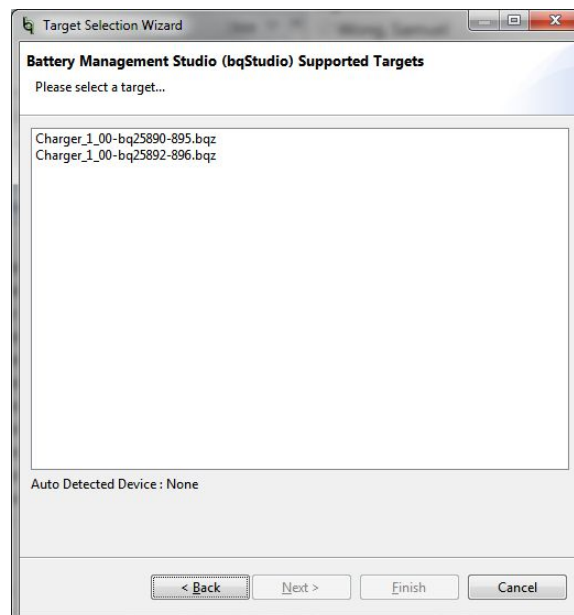 Target Selection Wizard
Battery Management Studio (bqStudio) Supported Targets
Please select a target...
Charger_1_00-bq25890-895.bqz
Charger_1_00-bq25892-896.bqz
Auto Detected Device : None
< Back
Next >
Finish
Cancel